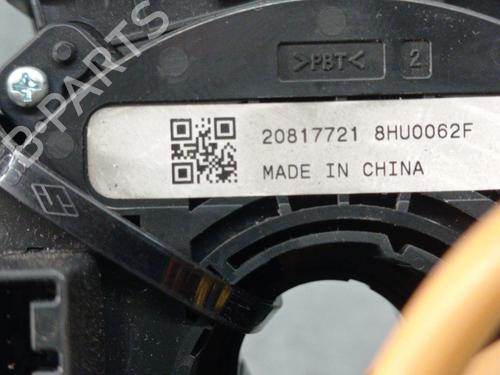 B-PARTS
>PBT<
2
20817721 8HU0062F
MADE IN CHINA